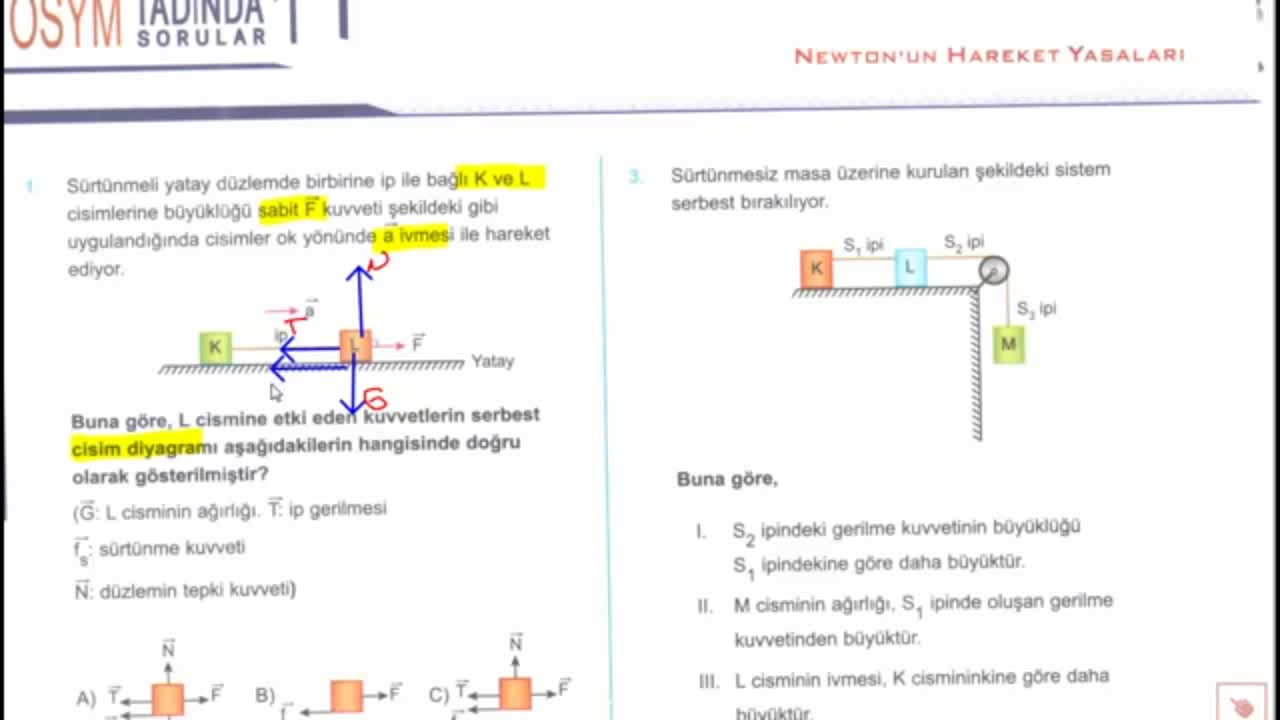 ÖSYM TADINDA
SORULAR
11
NEWTON'UN HAREKET YASALARI
1. Sürtünmeli yatay düzlemde birbirine ip ile bağlı K ve L
cisimlerine büyüklüğü sabit F kuvveti şekildeki gibi
uygulandığında cisimler ok yönünde a ivmesi ile hareket
ediyor.
N
a
T
ip
K
L
F
Yatay
G
Buna göre, L cismine etki eden kuvvetlerin serbest
cisim diyagramı aşağıdakilerin hangisinde doğru
olarak gösterilmiştir?
(G: L cisminin ağırlığı. T: ip gerilmesi
fs: sürtünme kuvveti
N: düzlemin tepki kuvveti)
A) T N F
B) F
C) T N F
3. Sürtünmesiz masa üzerine kurulan şekildeki sistem
serbest bırakılıyor.
K
S1 ipi
L
S2 ipi
S3 ipi
M
Buna göre,
I. S2 ipindeki gerilme kuvvetinin büyüklüğü
S1 ipindekine göre daha büyüktür.
II. M cisminin ağırlığı, S1 ipinde oluşan gerilme
kuvvetinden büyüktür.
III. L cisminin ivmesi, K cismininkine göre daha
büyüktür.